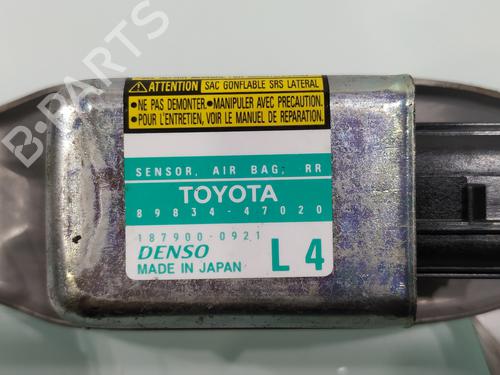 ATTENTION SAC GONFLABLE SRS LATERAL
•NE PAS DEMONTER.•MANIPULER AVEC PRECAUTION.
•POUR L'ENTRETIEN, VOIR LE MANUEL DE REPARATION.
SENSOR, AIR BAG, RR
TOYOTA
89834-47020
187900-0921
DENSO
MADE IN JAPAN
L 4
B-PARTS